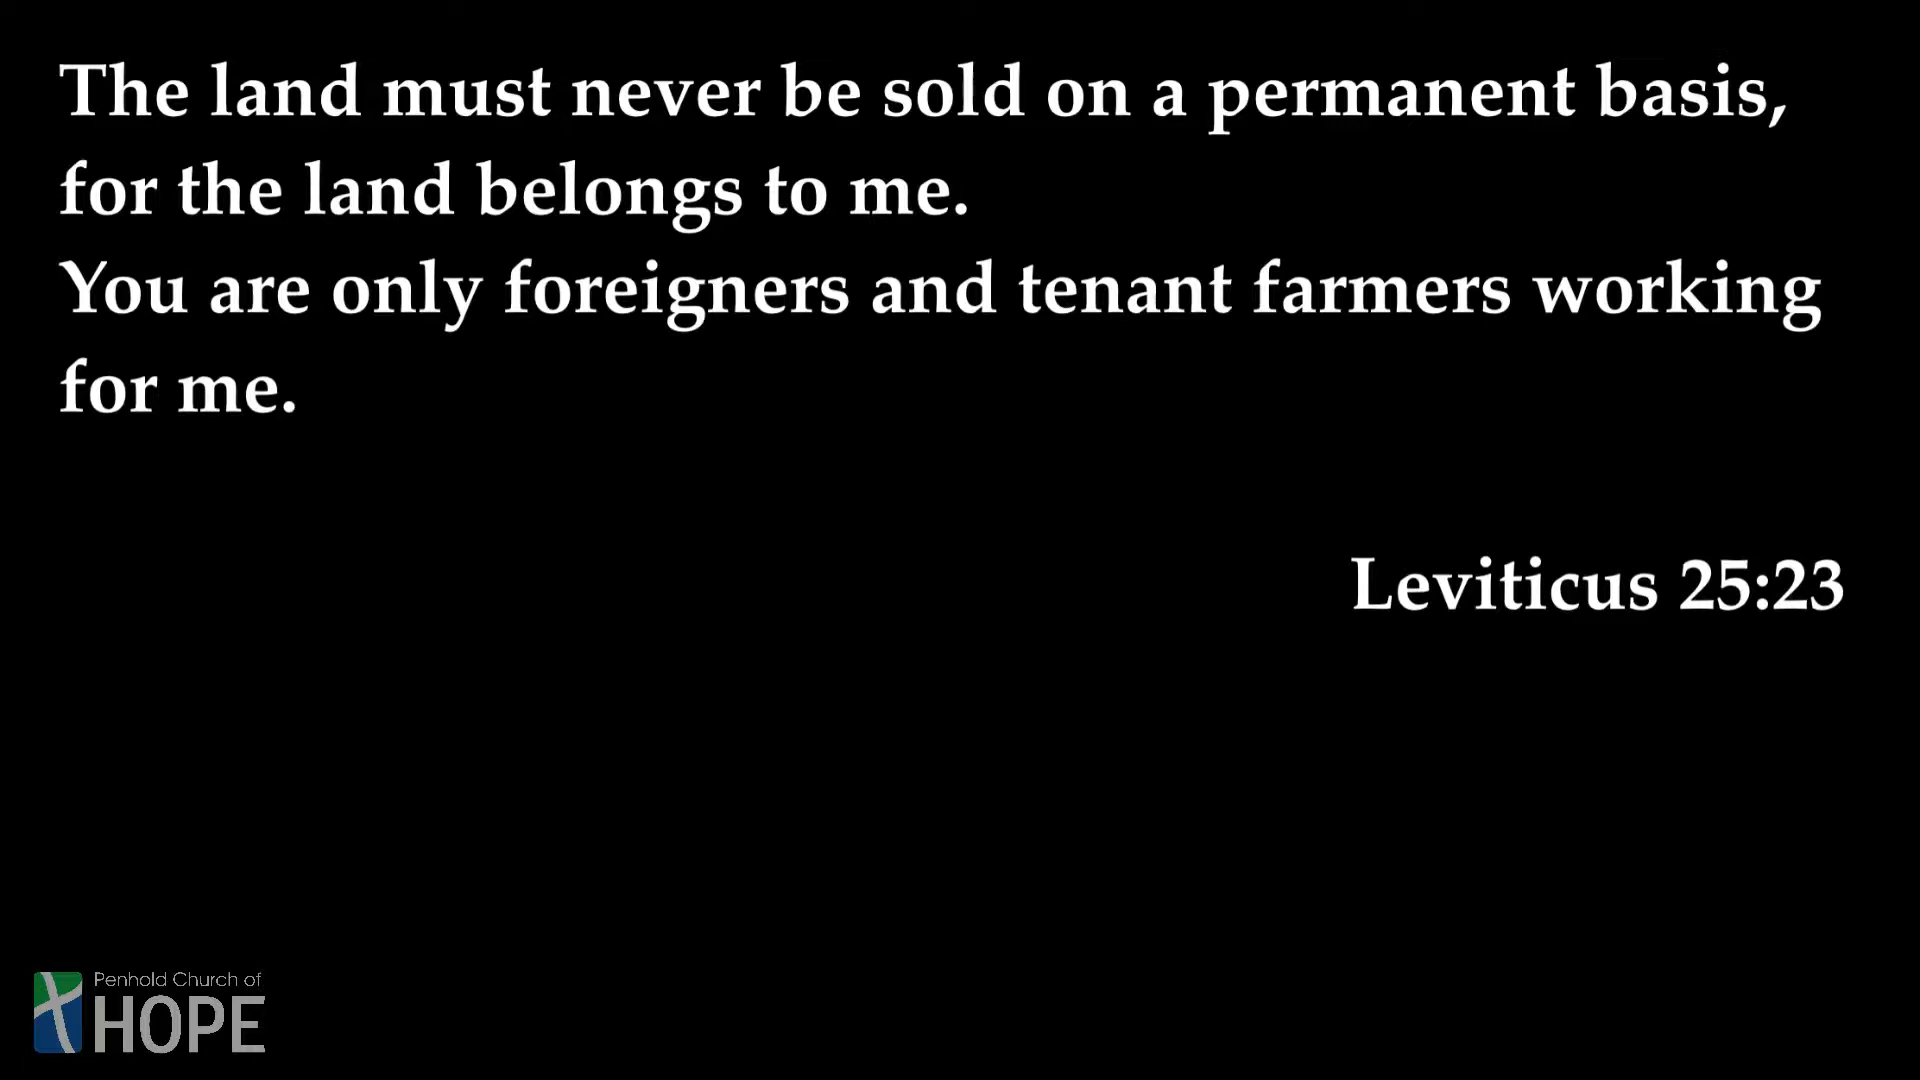 The land must never be sold on a permanent basis,
for the land belongs to me.
You are only foreigners and tenant farmers working
for me.
Leviticus 25:23
Penhold Church of
HOPE